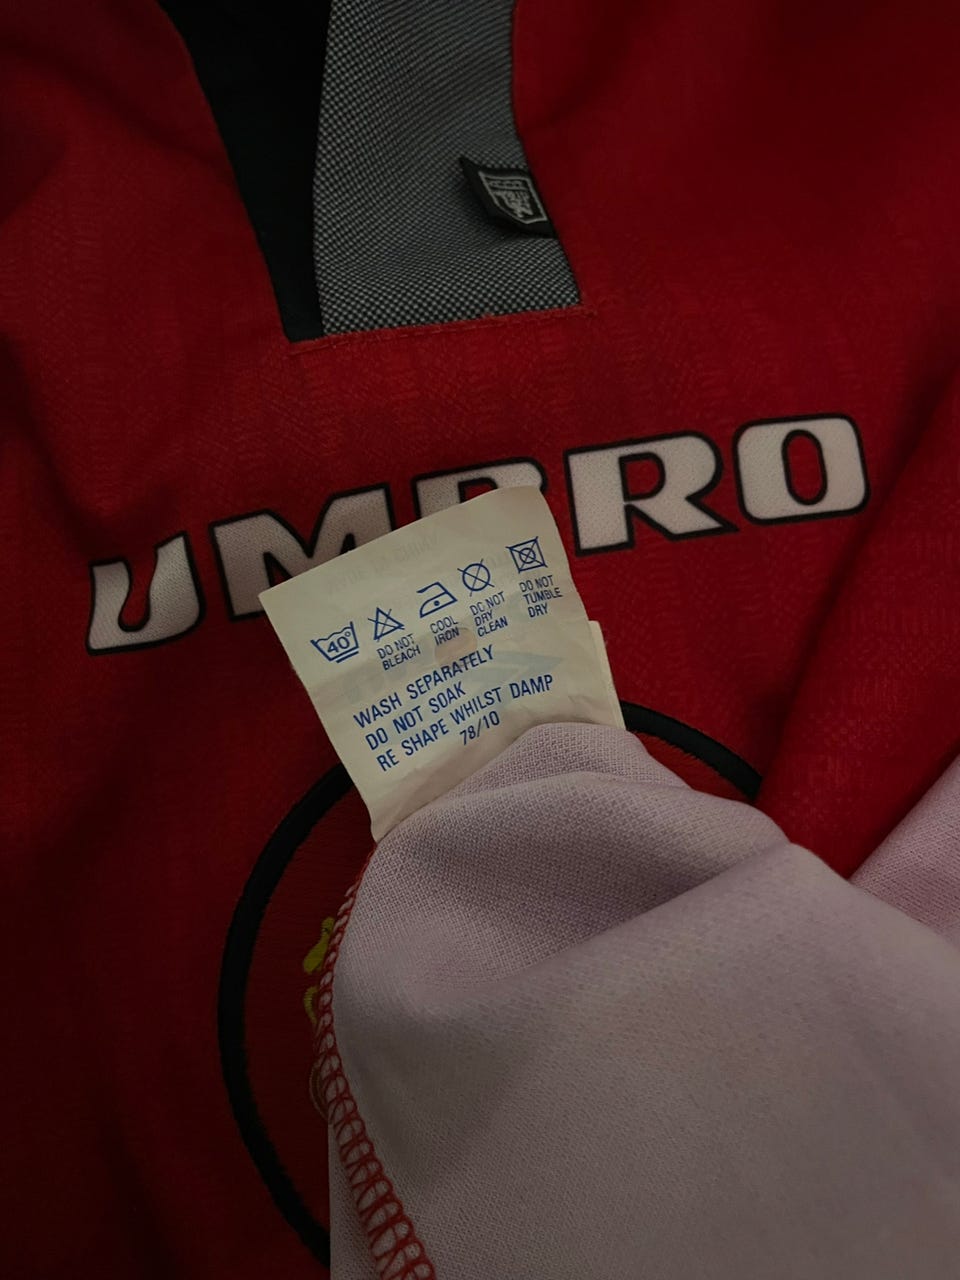 UMBRO
40°
DO NOT
BLEACH
COOL
IRON
DO NOT
DRY
CLEAN
DO NOT
TUMBLE
DRY
WASH SEPARATELY
DO NOT SOAK
RE SHAPE WHILST DAMP
78/10